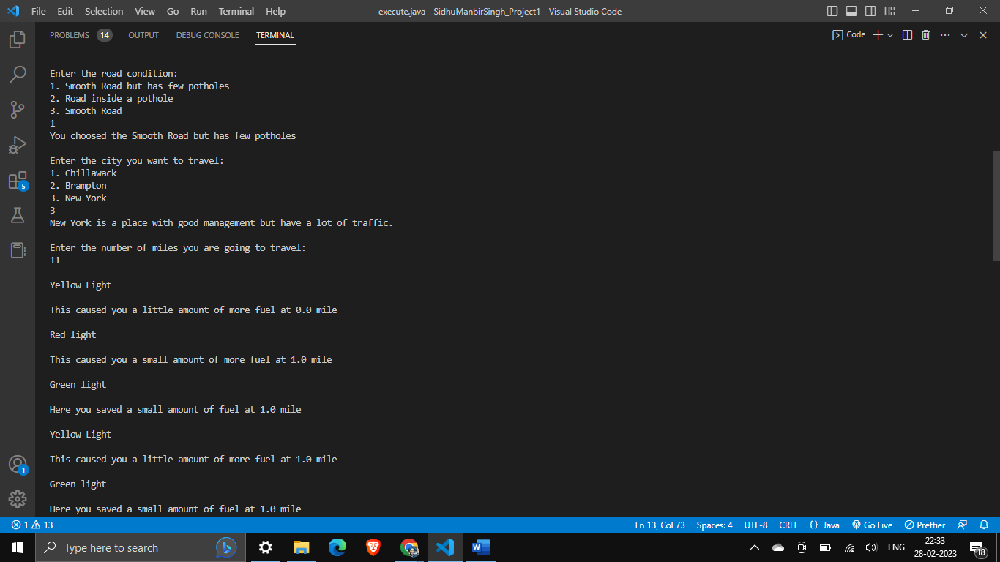 File Edit Selection View Go Run Terminal Help execute.java - SidhuManbirSingh_Project1 - Visual Studio Code
PROBLEMS 14 OUTPUT DEBUG CONSOLE TERMINAL Code
Enter the road condition:
1. Smooth Road but has few potholes
2. Road inside a pothole
3. Smooth Road
1
You choosed the Smooth Road but has few potholes
Enter the city you want to travel:
1. Chillawack
2. Brampton
3. New York
3
New York is a place with good management but have a lot of traffic.
Enter the number of miles you are going to travel:
11
Yellow Light
This caused you a little amount of more fuel at 0.0 mile
Red light
This caused you a small amount of more fuel at 1.0 mile
Green light
Here you saved a small amount of fuel at 1.0 mile
Yellow Light
This caused you a little amount of more fuel at 1.0 mile
Green light
Here you saved a small amount of fuel at 1.0 mile
5
1
1 13 Ln 13, Col 73 Spaces: 4 UTF-8 CRLF {} Java Go Live Prettier
Type here to search ENG 22:33
28-02-2023 18